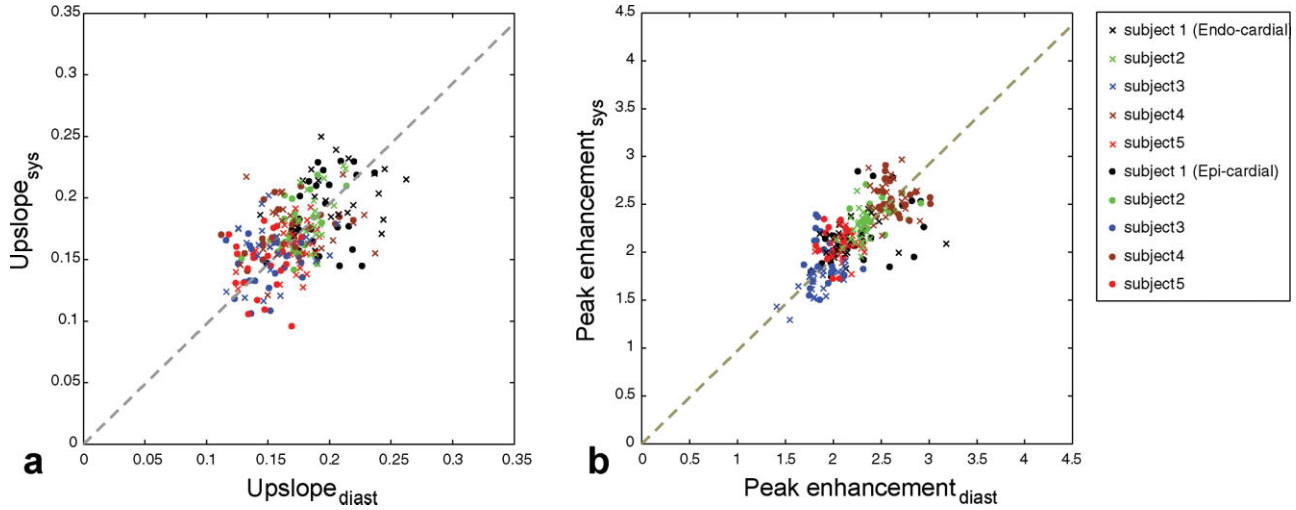 0.35
0.3
0.25
0.2
0.15
0.1
0.05
0
Upslope_sys
0 0.05 0.1 0.15 0.2 0.25 0.3 0.35
Upslope_diast
a
4.5
4
3.5
3
2.5
2
1.5
1
0.5
0
Peak enhancement_sys
0 0.5 1 1.5 2 2.5 3 3.5 4 4.5
Peak enhancement_diast
b
subject 1 (Endo-cardial)
subject2
subject3
subject4
subject5
subject 1 (Epi-cardial)
subject2
subject3
subject4
subject5